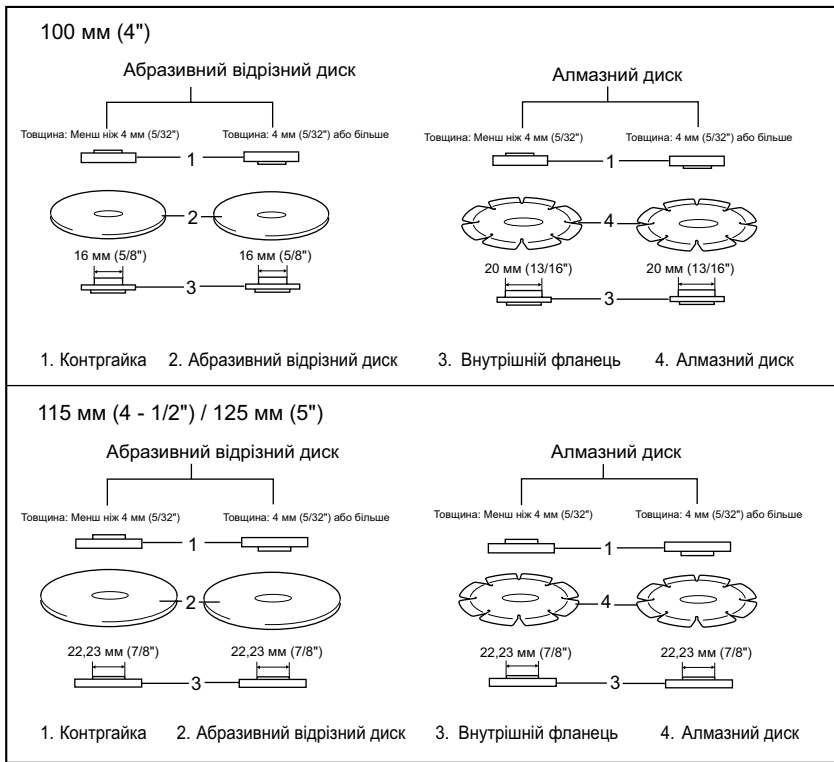 100 мм (4")
Абразивний відрізний диск
Алмазний диск
Товщина: Менш ніж 4 мм (5/32")
Товщина: 4 мм (5/32") або більше
Товщина: Менш ніж 4 мм (5/32")
Товщина: 4 мм (5/32") або більше
1
1
2
4
16 мм (5/8")
16 мм (5/8")
20 мм (13/16")
20 мм (13/16")
3
3
1. Контргайка 2. Абразивний відрізний диск 3. Внутрішній фланець 4. Алмазний диск
115 мм (4 - 1/2") / 125 мм (5")
Абразивний відрізний диск
Алмазний диск
Товщина: Менш ніж 4 мм (5/32")
Товщина: 4 мм (5/32") або більше
Товщина: Менш ніж 4 мм (5/32")
Товщина: 4 мм (5/32") або більше
1
1
2
4
22,23 мм (7/8")
22,23 мм (7/8")
22,23 мм (7/8")
22,23 мм (7/8")
3
3
1. Контргайка 2. Абразивний відрізний диск 3. Внутрішній фланець 4. Алмазний диск